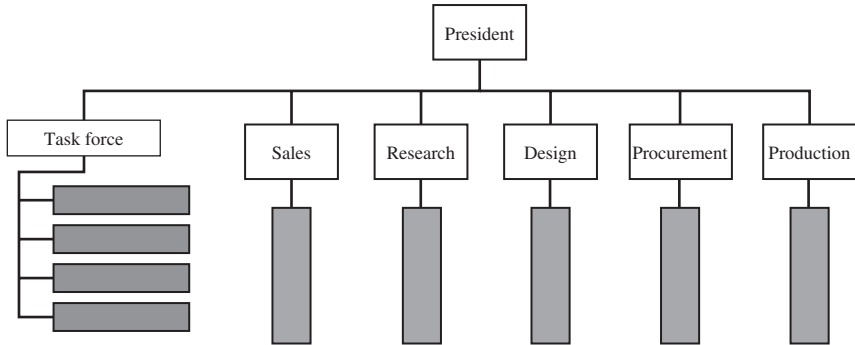 President
Task force
Sales
Research
Design
Procurement
Production